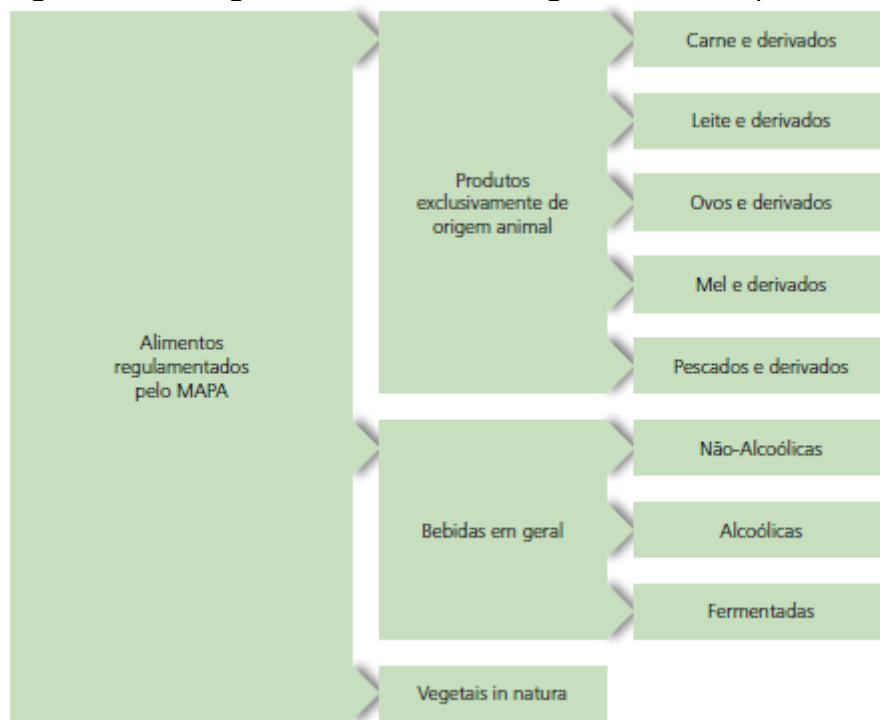 Alimentos
regulamentados
pelo MAPA
Produtos
exclusivamente de
origem animal
Carne e derivados
Leite e derivados
Ovos e derivados
Mel e derivados
Pescados e derivados
Bebidas em geral
Não-Alcoólicas
Alcoólicas
Fermentadas
Vegetais in natura